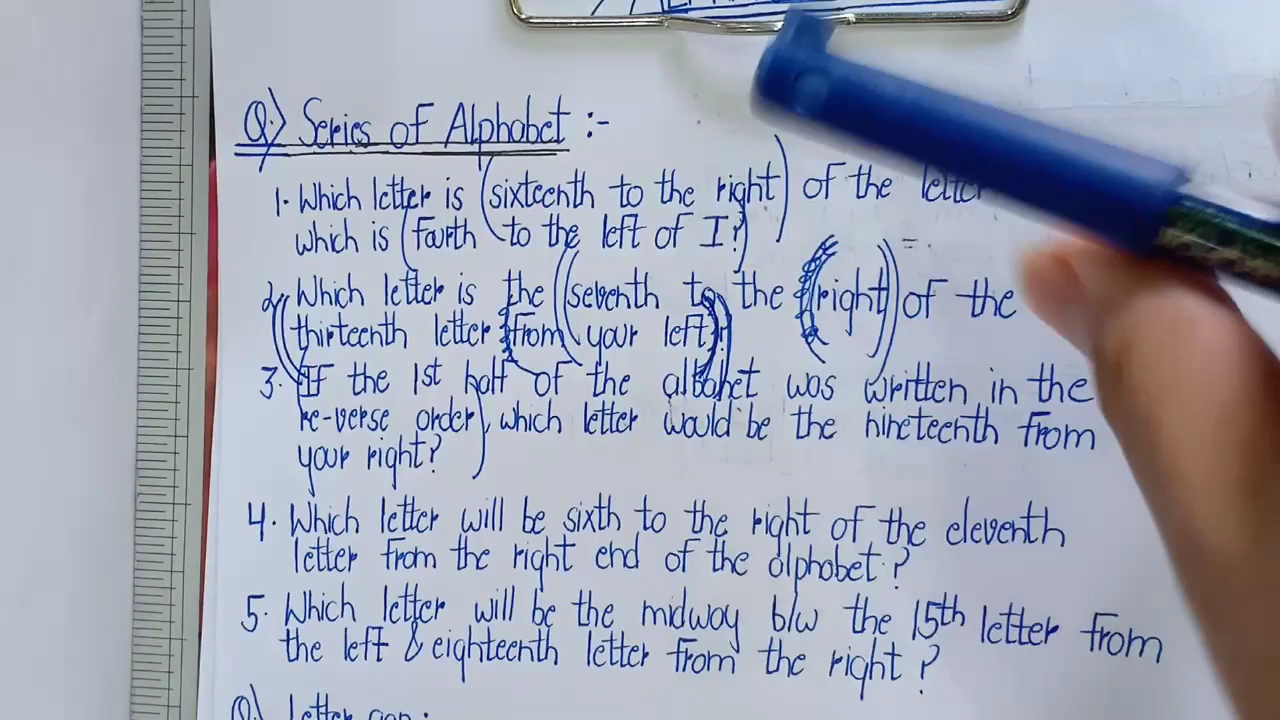 Q) Series of Alphabet :-
1. Which letter is (sixteenth to the right) of the letter
which is (fourth to the left of I?)
2. Which letter is the (seventh to the (right) of the
thirteenth letter from your left)?
3. If the 1st half of the alphabet was written in the
re-verse order, which letter would be the nineteenth from
your right?
4. Which letter will be sixth to the right of the eleventh
letter from the right end of the alphabet?
5. Which letter will be the midway b/w the 15th letter from
the left & eighteenth letter from the right?
Q) Letter gap: